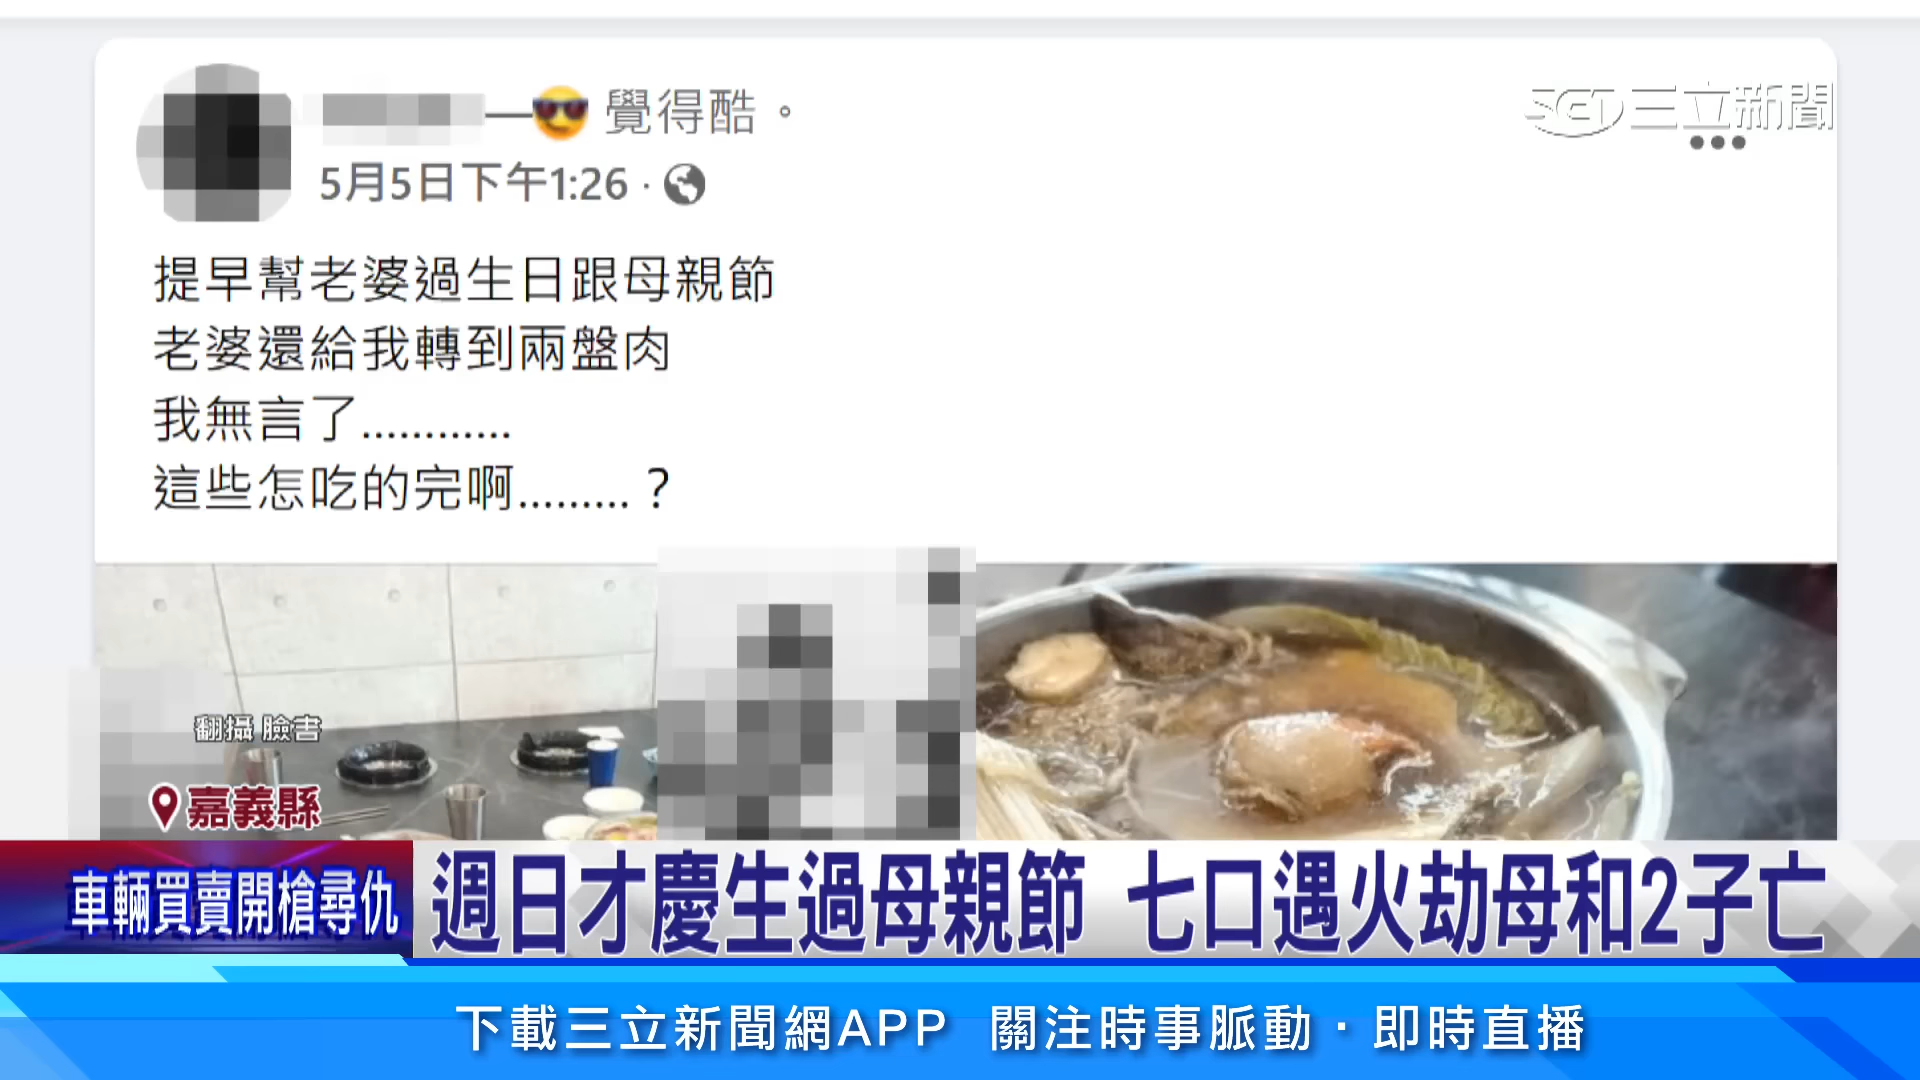 覺得酷。
SET三立新聞
5月5日下午1:26 ·
提早幫老婆過生日跟母親節
老婆還給我轉到兩盤肉
我無言了............
這些怎吃的完啊.........？
翻攝 臉書
嘉義縣
車輛買賣開槍尋仇
週日才慶生過母親節 七口遇火劫母和2子亡
下載三立新聞網APP 關注時事脈動·即時直播